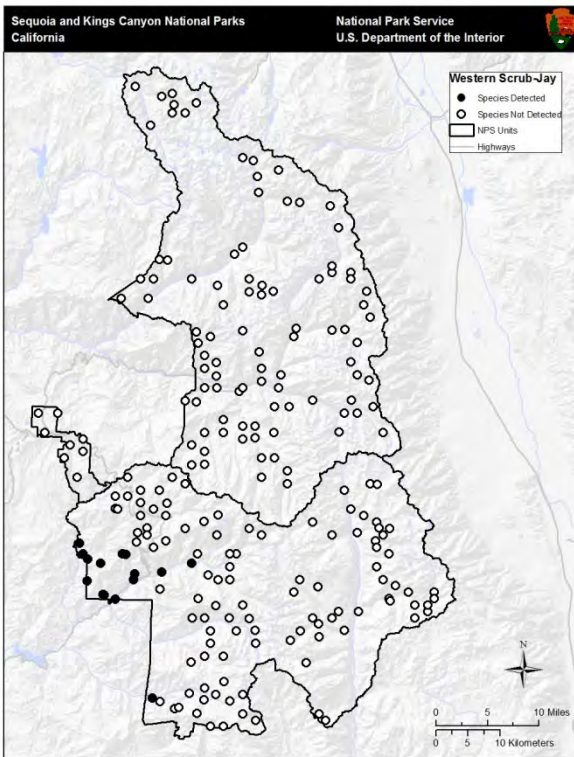 Sequoia and Kings Canyon National Parks
California
National Park Service
U.S. Department of the Interior
Western Scrub-Jay
Species Detected
Species Not Detected
NPS Units
Highways
N
0 5 10 Miles
0 5 10 Kilometers